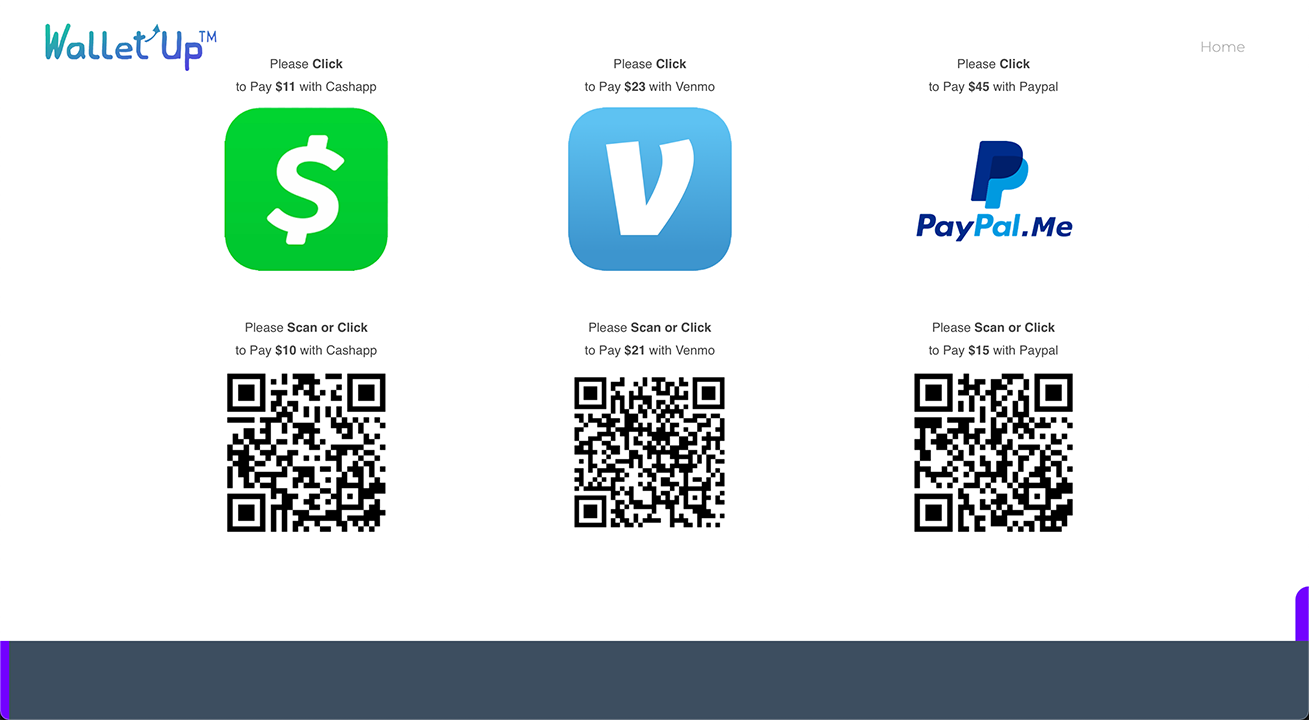 Wallet Up™
Home
Please Click
to Pay $11 with Cashapp
Please Click
to Pay $23 with Venmo
Please Click
to Pay $45 with Paypal
$
V
P
PayPal.Me
Please Scan or Click
to Pay $10 with Cashapp
Please Scan or Click
to Pay $21 with Venmo
Please Scan or Click
to Pay $15 with Paypal